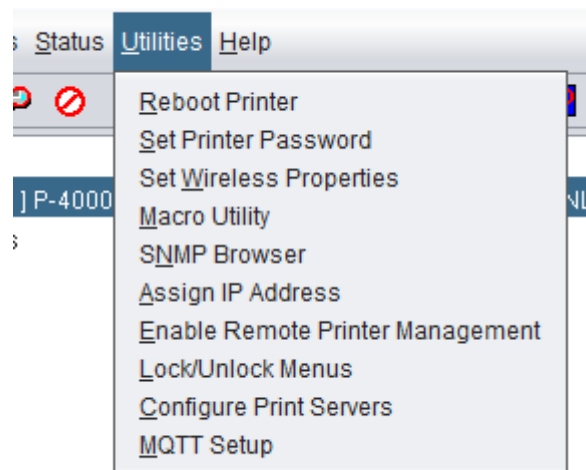 s Status Utilities Help
Reboot Printer
Set Printer Password
Set Wireless Properties
] P-4000 NL
Macro Utility
s
SNMP Browser
Assign IP Address
Enable Remote Printer Management
Lock/Unlock Menus
Configure Print Servers
MQTT Setup